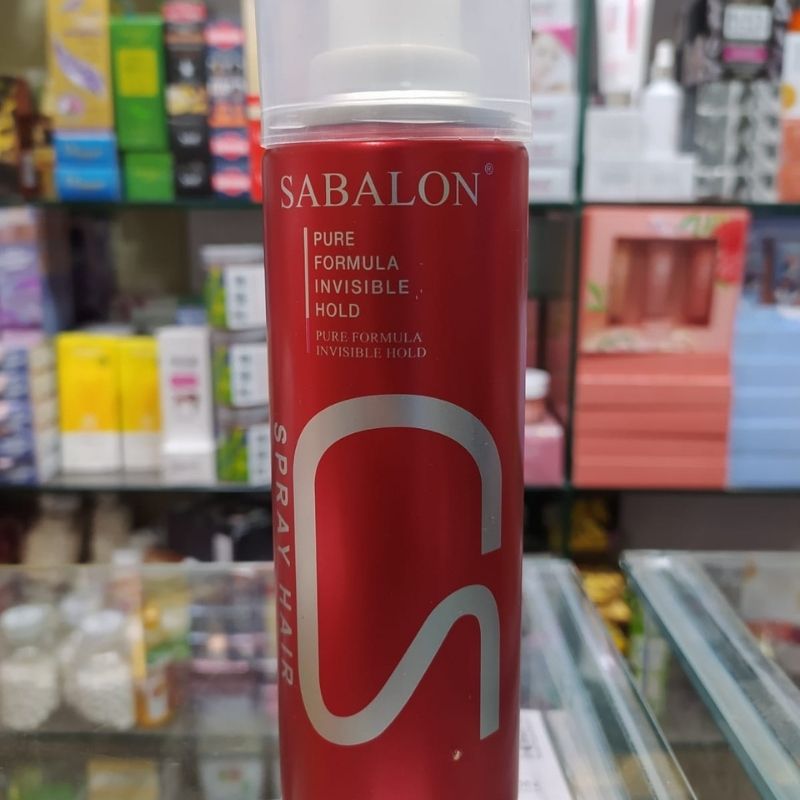 SABALON®
PURE
FORMULA
INVISIBLE
HOLD
PURE FORMULA
INVISIBLE HOLD
SPRAY HAIR